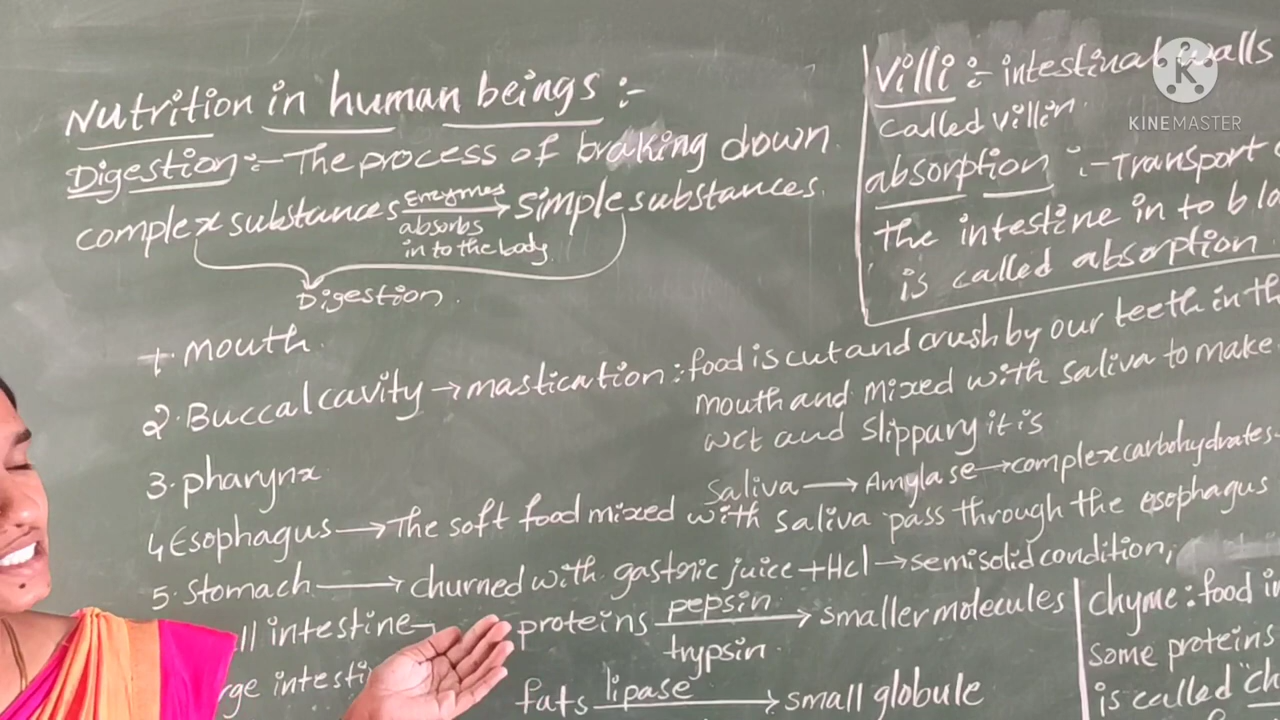 Nutrition in human beings :-
Digestion :- The process of braking down
complex substances Enzymes simple substances.
absorbs
in to the body
Digestion.
1. mouth.
2. Buccal cavity → mastication : food is cut and crush by our teeth in th
mouth and mixed with saliva to make
wet and slippury it is
3. pharynx
saliva → Amylase → complex carbohydrates
4 Esophagus → The soft food mixed with saliva pass through the esophagus
5. Stomach → churned with gastric juice + Hcl → semisolid condition,
ll intestine
proteins pepsin → smaller molecules
trypsin
rge intesti
fats lipase → small globule
Villi :- intestinal walls
called villin.
absorption :- Transport
the intestine in to blo
is called absorption
chyme : food in
some proteins
is called "ch
K
KINEMASTER